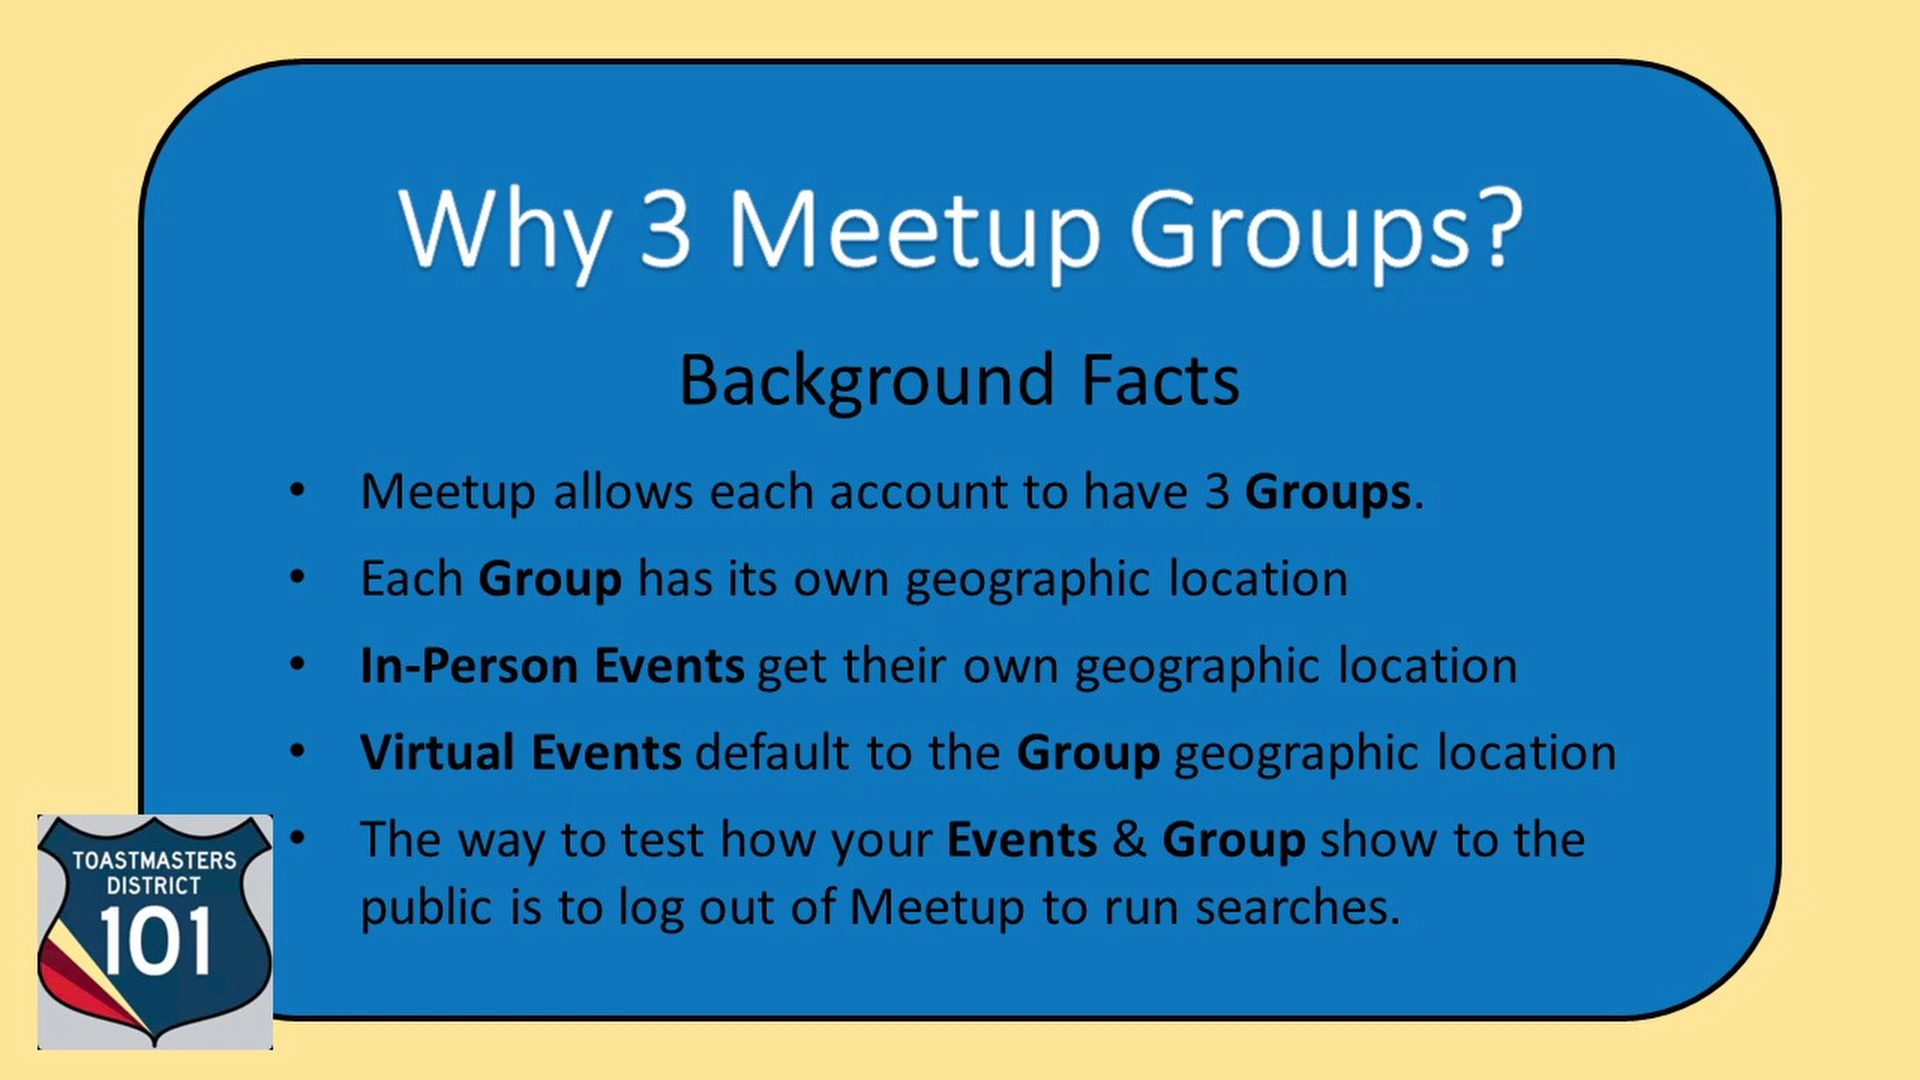 Why 3 Meetup Groups?
Background Facts
• Meetup allows each account to have 3 Groups.
• Each Group has its own geographic location
• In-Person Events get their own geographic location
• Virtual Events default to the Group geographic location
• The way to test how your Events & Group show to the
public is to log out of Meetup to run searches.
TOASTMASTERS
DISTRICT
101